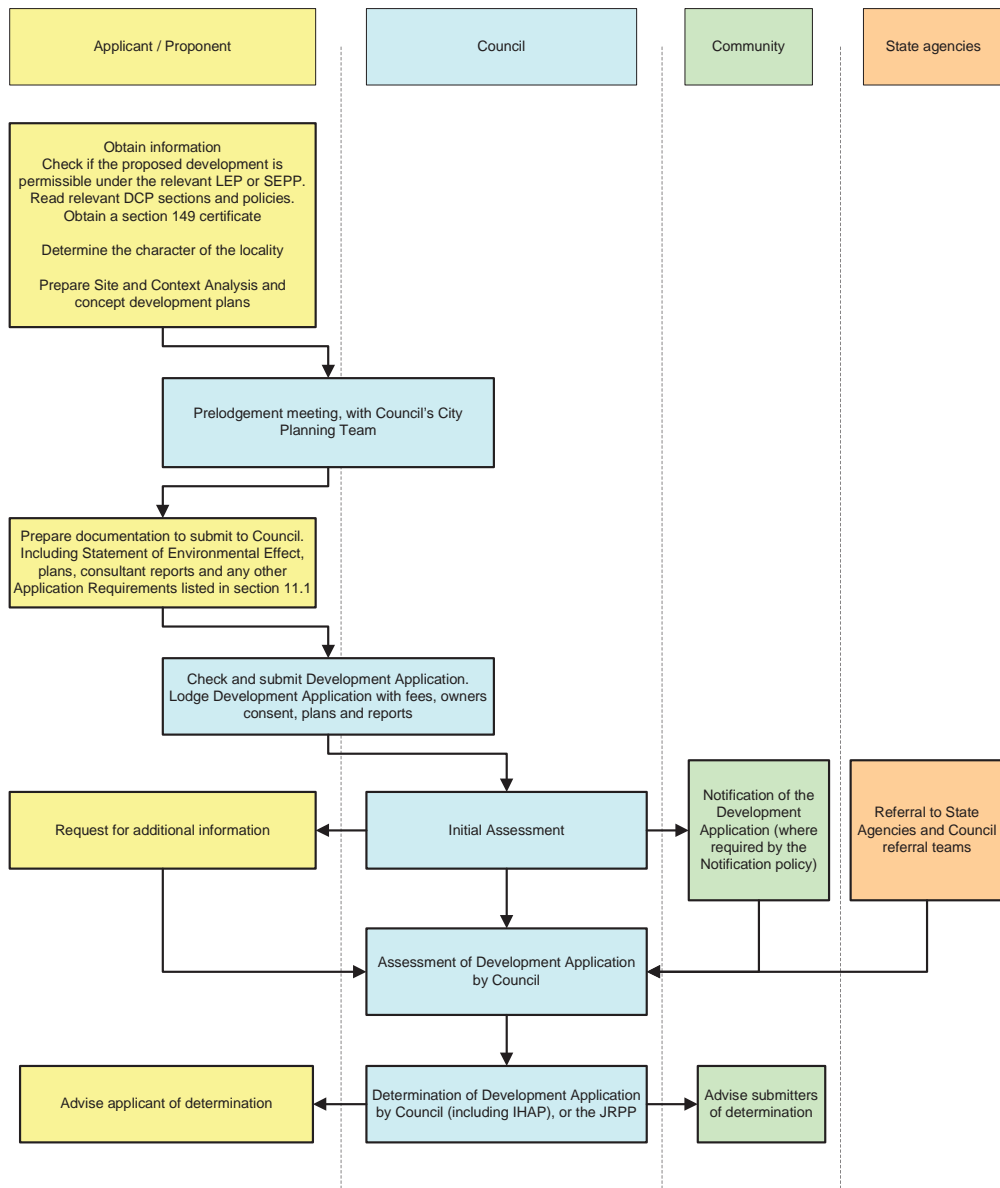 Applicant / Proponent
Council
Community
State agencies
Obtain information
Check if the proposed development is
permissible under the relevant LEP or SEPP.
Read relevant DCP sections and policies.
Obtain a section 149 certificate
Determine the character of the locality
Prepare Site and Context Analysis and
concept development plans
Prelodgement meeting, with Council's City
Planning Team
Prepare documentation to submit to Council.
Including Statement of Environmental Effect,
plans, consultant reports and any other
Application Requirements listed in section 11.1
Check and submit Development Application.
Lodge Development Application with fees, owners
consent, plans and reports
Request for additional information
Initial Assessment
Notification of the
Development
Application (where
required by the
Notification policy)
Referral to State
Agencies and Council
referral teams
Assessment of Development Application
by Council
Advise applicant of determination
Determination of Development Application
by Council (including IHAP), or the JRPP
Advise submitters
of determination